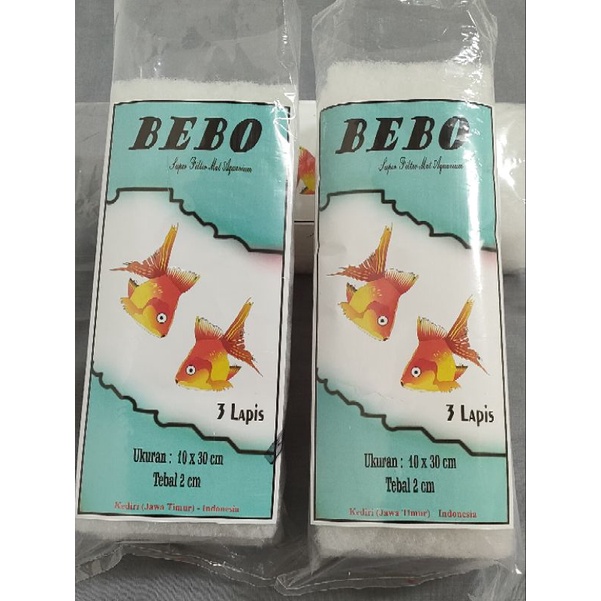 BEBO
Super Filter Mat Aquarium
3 Lapis
Ukuran : 10 x 30 cm
Tebal 2 cm
Kediri (Jawa Timur) - Indonesia
BEBO
Super Filter Mat Aquarium
3 Lapis
Ukuran : 10 x 30 cm
Tebal 2 cm
Kediri (Jawa Timur) Indonesia